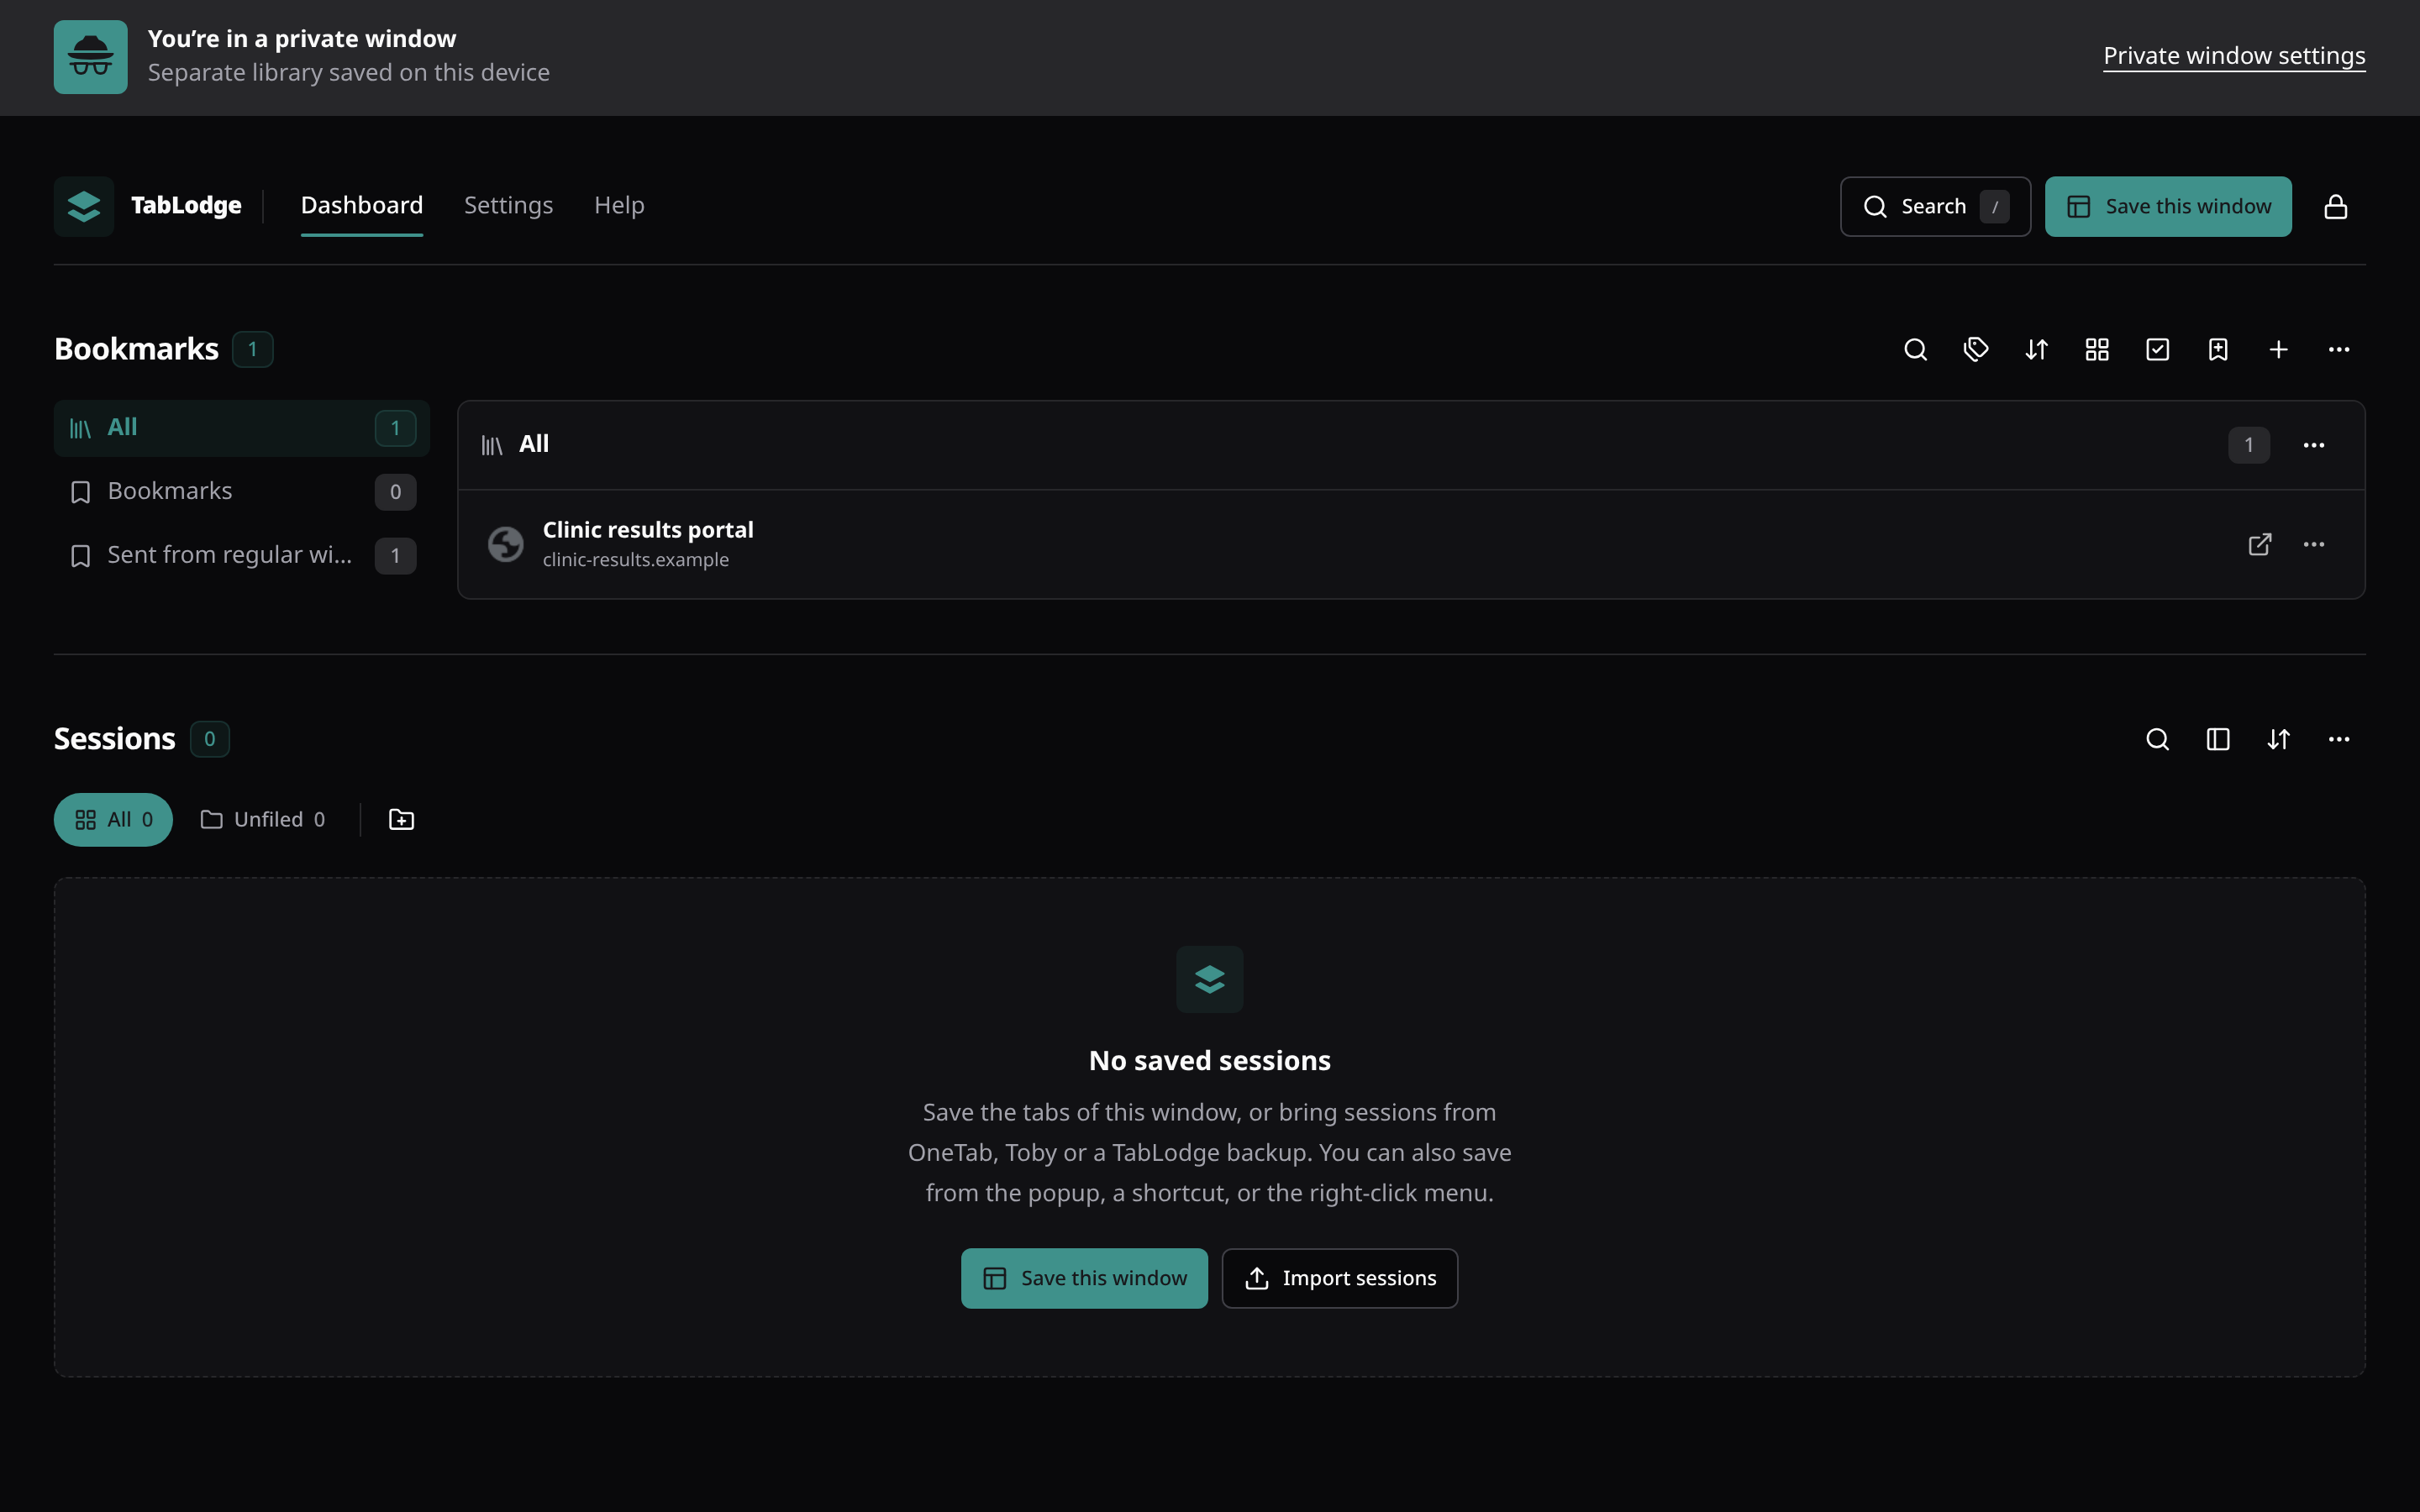 You’re in a private window
Separate library saved on this device
Private window settings
TabLodge
Dashboard
Settings
Help
Search /
Save this window
Bookmarks 1
All 1
Bookmarks 0
Sent from regular wi... 1
All 1
Clinic results portal
clinic-results.example
Sessions 0
All 0
Unfiled 0
No saved sessions
Save the tabs of this window, or bring sessions from
OneTab, Toby or a TabLodge backup. You can also save
from the popup, a shortcut, or the right-click menu.
Save this window
Import sessions